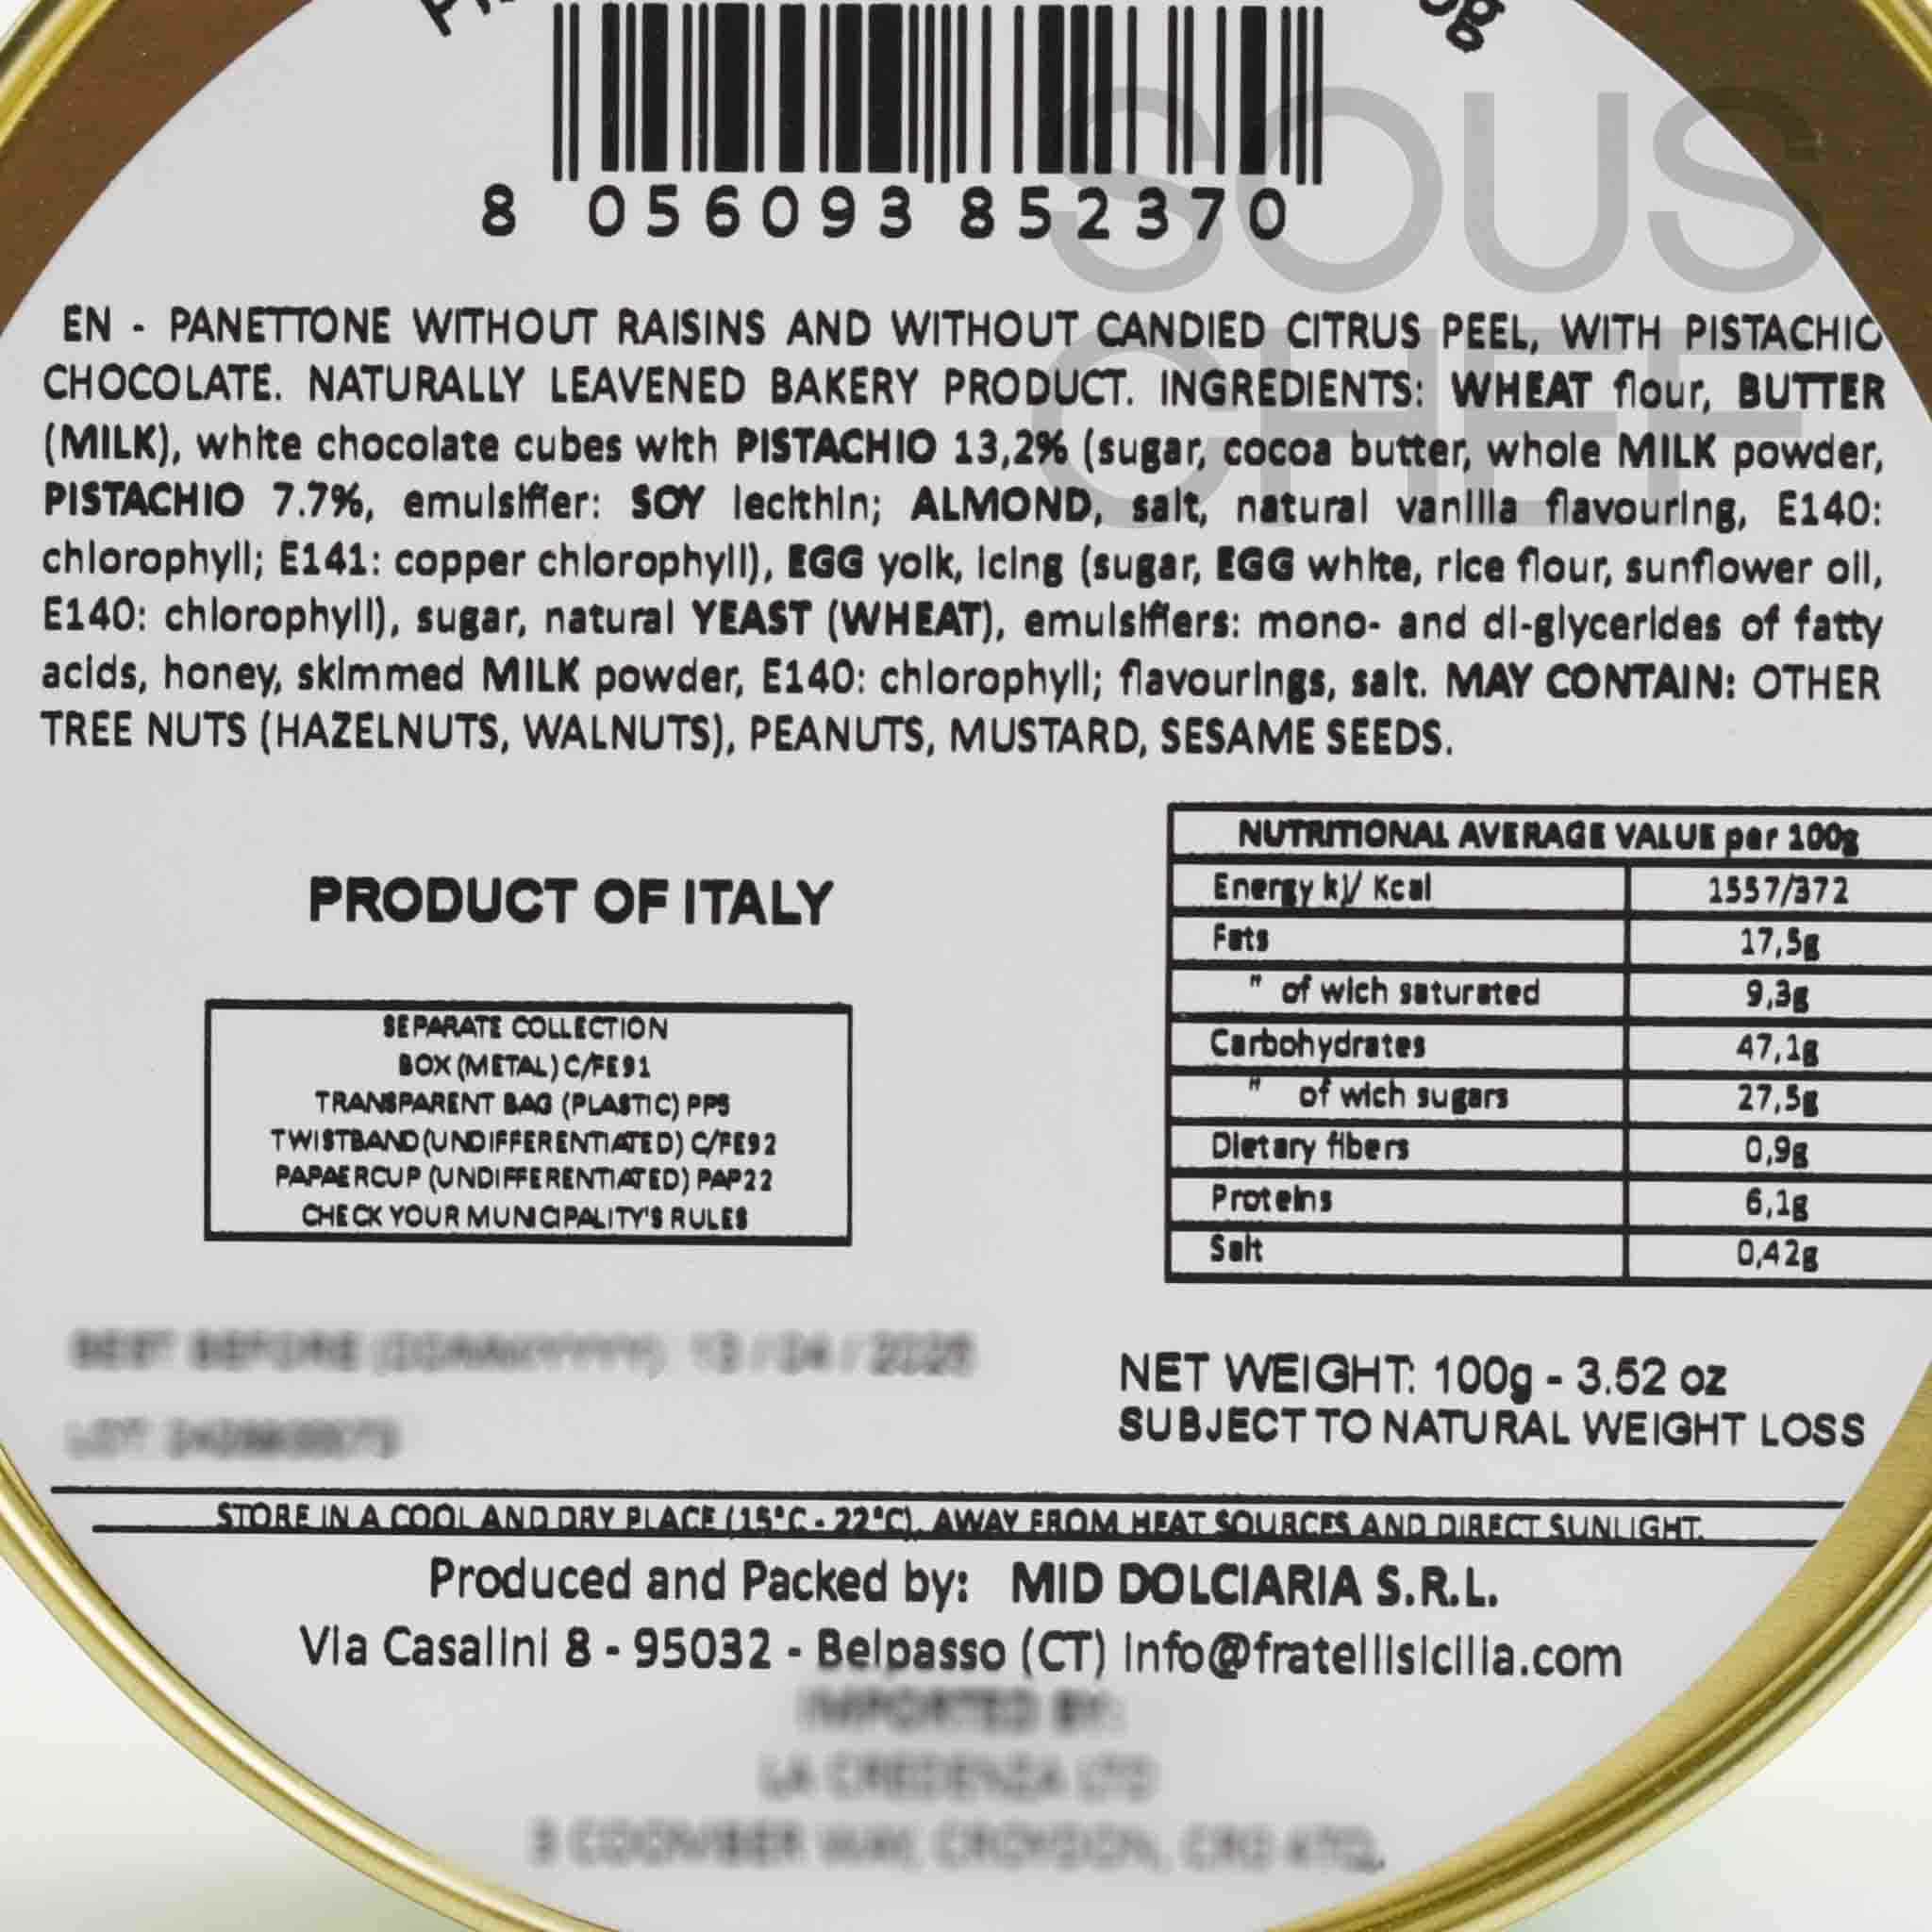 8 056093 852370
SOUS
CHEF
EN - PANETTONE WITHOUT RAISINS AND WITHOUT CANDIED CITRUS PEEL, WITH PISTACHIO
CHOCOLATE. NATURALLY LEAVENED BAKERY PRODUCT. INGREDIENTS: WHEAT flour, BUTTER
(MILK), white chocolate cubes with PISTACHIO 13,2% (sugar, cocoa butter, whole MILK powder,
PISTACHIO 7.7%, emulsifier: SOY lecithin; ALMOND, salt, natural vanilla flavouring, E140:
chlorophyll; E141: copper chlorophyll), EGG yolk, icing (sugar, EGG white, rice flour, sunflower oil,
E140: chlorophyll), sugar, natural YEAST (WHEAT), emulsifiers: mono- and di-glycerides of fatty
acids, honey, skimmed MILK powder, E140: chlorophyll; flavourings, salt. MAY CONTAIN: OTHER
TREE NUTS (HAZELNUTS, WALNUTS), PEANUTS, MUSTARD, SESAME SEEDS.
PRODUCT OF ITALY
SEPARATE COLLECTION
BOX (METAL) C/FE91
TRANSPARENT BAG (PLASTIC) PP5
TWISTBAND (UNDIFFERENTIATED) C/FE92
PAPAERCUP (UNDIFFERENTIATED) PAP22
CHECK YOUR MUNICIPALITY'S RULES
NUTRITIONAL AVERAGE VALUE per 100g
Energy kJ/ Kcal 1557/372
Fats 17,5g
" of wich saturated 9,3g
Carbohydrates 47,1g
" of wich sugars 27,5g
Dietary fibers 0,9g
Proteins 6,1g
Salt 0,42g
NET WEIGHT: 100g - 3.52 oz
SUBJECT TO NATURAL WEIGHT LOSS
STORE IN A COOL AND DRY PLACE (15°C - 22°C), AWAY FROM HEAT SOURCES AND DIRECT SUNLIGHT.
Produced and Packed by: MID DOLCIARIA S.R.L.
Via Casalini 8 - 95032 - Belpasso (CT) info@fratellisicilia.com
IMPORTED BY:
LA CREDENZA LTD